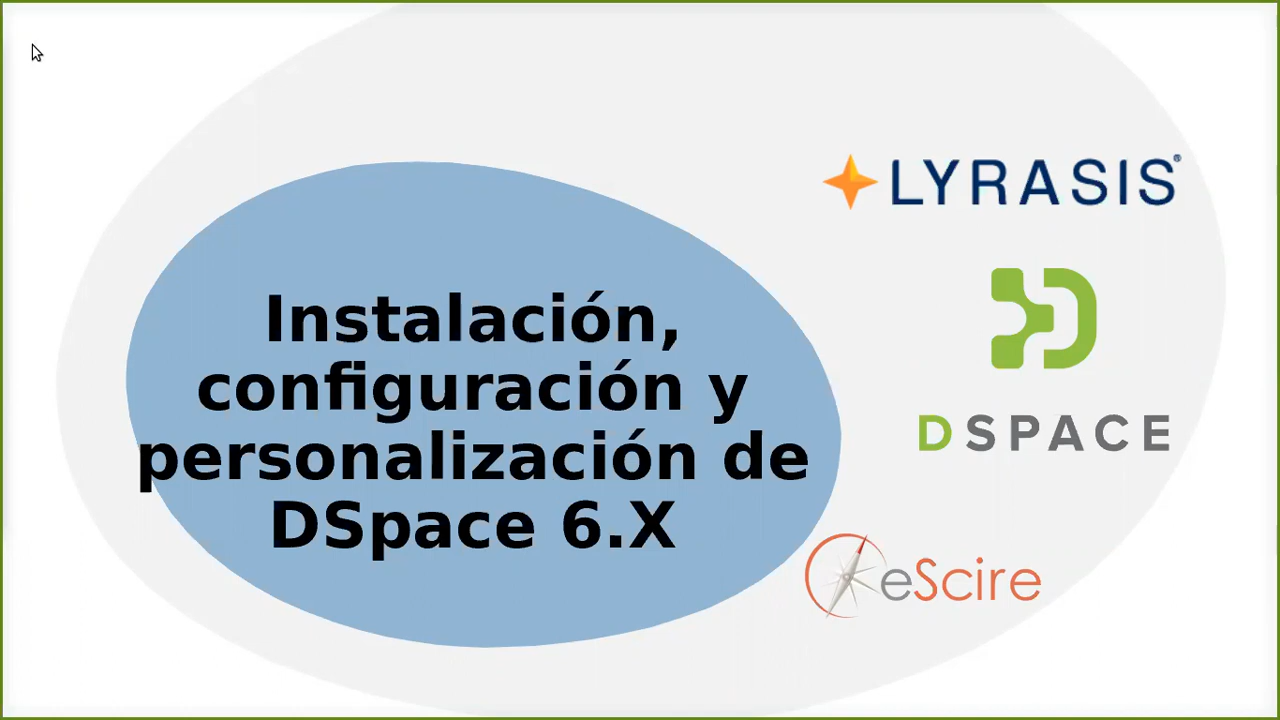 Instalación,
configuración y
personalización de
DSpace 6.X
LYRASIS®
DSPACE
eScire